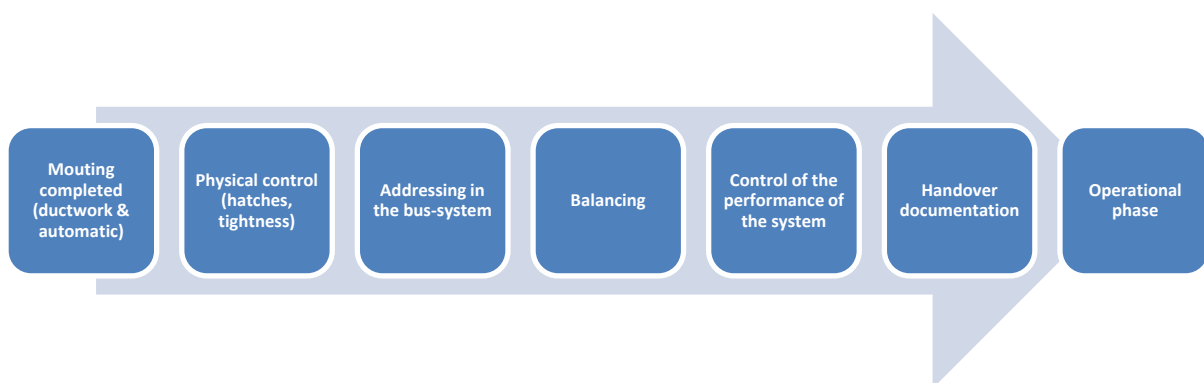 Mouting
completed
(ductwork &
automatic)
Physical control
(hatches,
tightness)
Addressing in
the bus-system
Balancing
Control of the
performance of
the system
Handover
documentation
Operational
phase